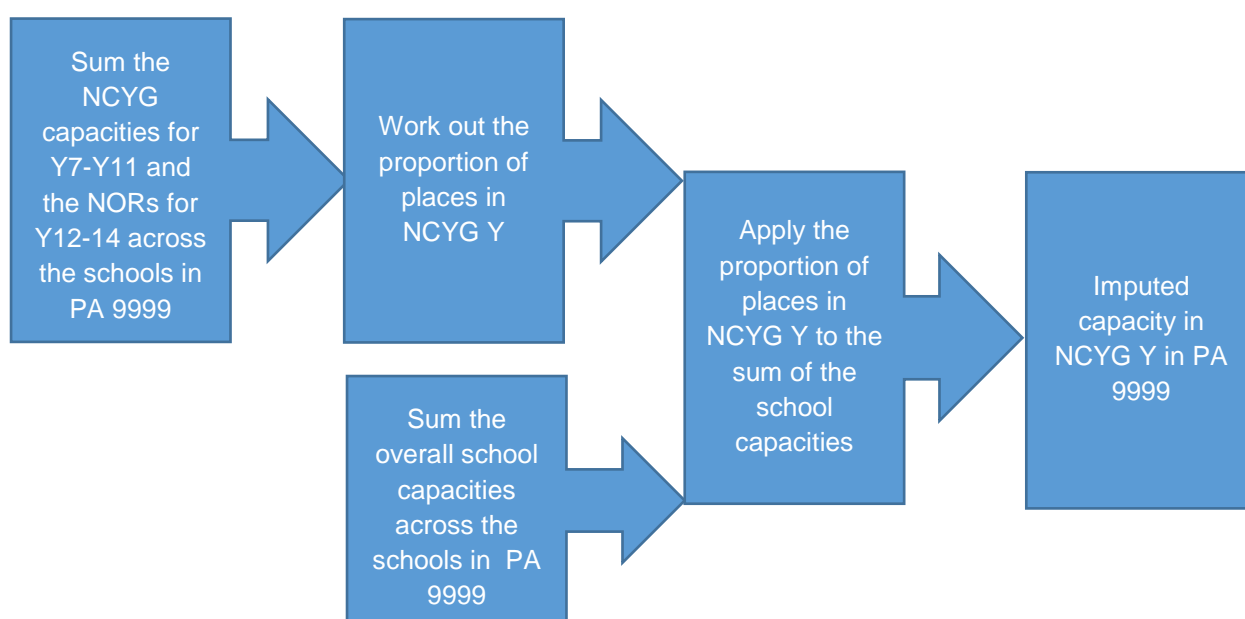 Sum the
NCYG
capacities for
Y7-Y11 and
the NORs for
Y12-14 across
the schools in
PA 9999
Work out the
proportion of
places in
NCYG Y
Sum the
overall school
capacities
across the
schools in  PA
9999
Apply the
proportion of
places in
NCYG Y to the
sum of the
school
capacities
Imputed
capacity in
NCYG Y in PA
9999